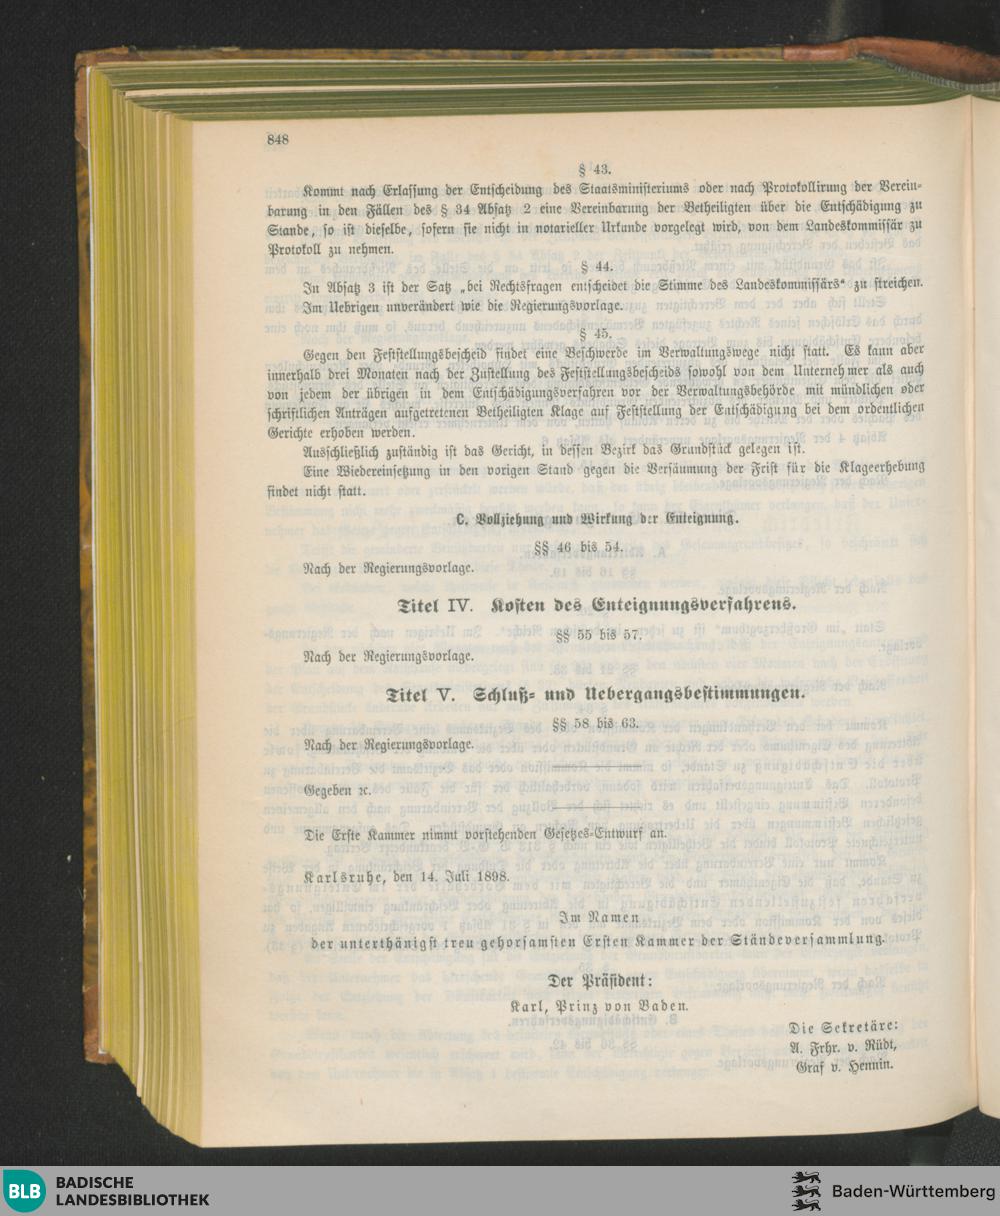 848
§ 43.
Kommt nach Erlassung der Entscheidung des Staatsministeriums oder nach Protokollirung der Verein-
barung in den Fällen des § 34 Absatz 2 eine Vereinbarung der Betheiligten über die Entschädigung zu
Stande, so ist dieselbe, sofern sie nicht in notarieller Urkunde vorgelegt wird, von dem Landeskommissär zu
Protokoll zu nehmen.
§ 44.
In Absatz 3 ist der Satz „bei Rechtsfragen entscheidet die Stimme des Landeskommissärs“ zu streichen.
Im Uebrigen unverändert wie die Regierungsvorlage.
§ 45.
Gegen den Feststellungsbescheid findet eine Beschwerde im Verwaltungswege nicht statt. Es kann aber
innerhalb drei Monaten nach der Zustellung des Feststellungsbescheids sowohl von dem Unternehmer als auch
von jedem der übrigen in dem Entschädigungsverfahren vor der Verwaltungsbehörde mit mündlichen oder
schriftlichen Anträgen aufgetretenen Betheiligten Klage auf Feststellung der Entschädigung bei dem ordentlichen
Gerichte erhoben werden.
Ausschließlich zuständig ist das Gericht, in dessen Bezirk das Grundstück gelegen ist.
Eine Wiedereinsetzung in den vorigen Stand gegen die Versäumung der Frist für die Klageerhebung
findet nicht statt.
C. Vollziehung und Wirkung der Enteignung.
§§ 46 bis 54.
Nach der Regierungsvorlage.
Titel IV. Kosten des Enteignungsverfahrens.
§§ 55 bis 57.
Nach der Regierungsvorlage.
Titel V. Schluß- und Uebergangsbestimmungen.
§§ 58 bis 63.
Nach der Regierungsvorlage.
Gegeben ꝛc.
Die Erste Kammer nimmt vorstehenden Gesetzes-Entwurf an.
Karlsruhe, den 14. Juli 1898.
Im Namen
der unterthänigst treu gehorsamsten Ersten Kammer der Ständeversammlung.
Der Präsident:
Karl, Prinz von Baden.
Die Sekretäre:
A. Frhr. v. Rüdt,
Graf v. Hennin.
BLB BADISCHE
LANDESBIBLIOTHEK
Baden-Württemberg